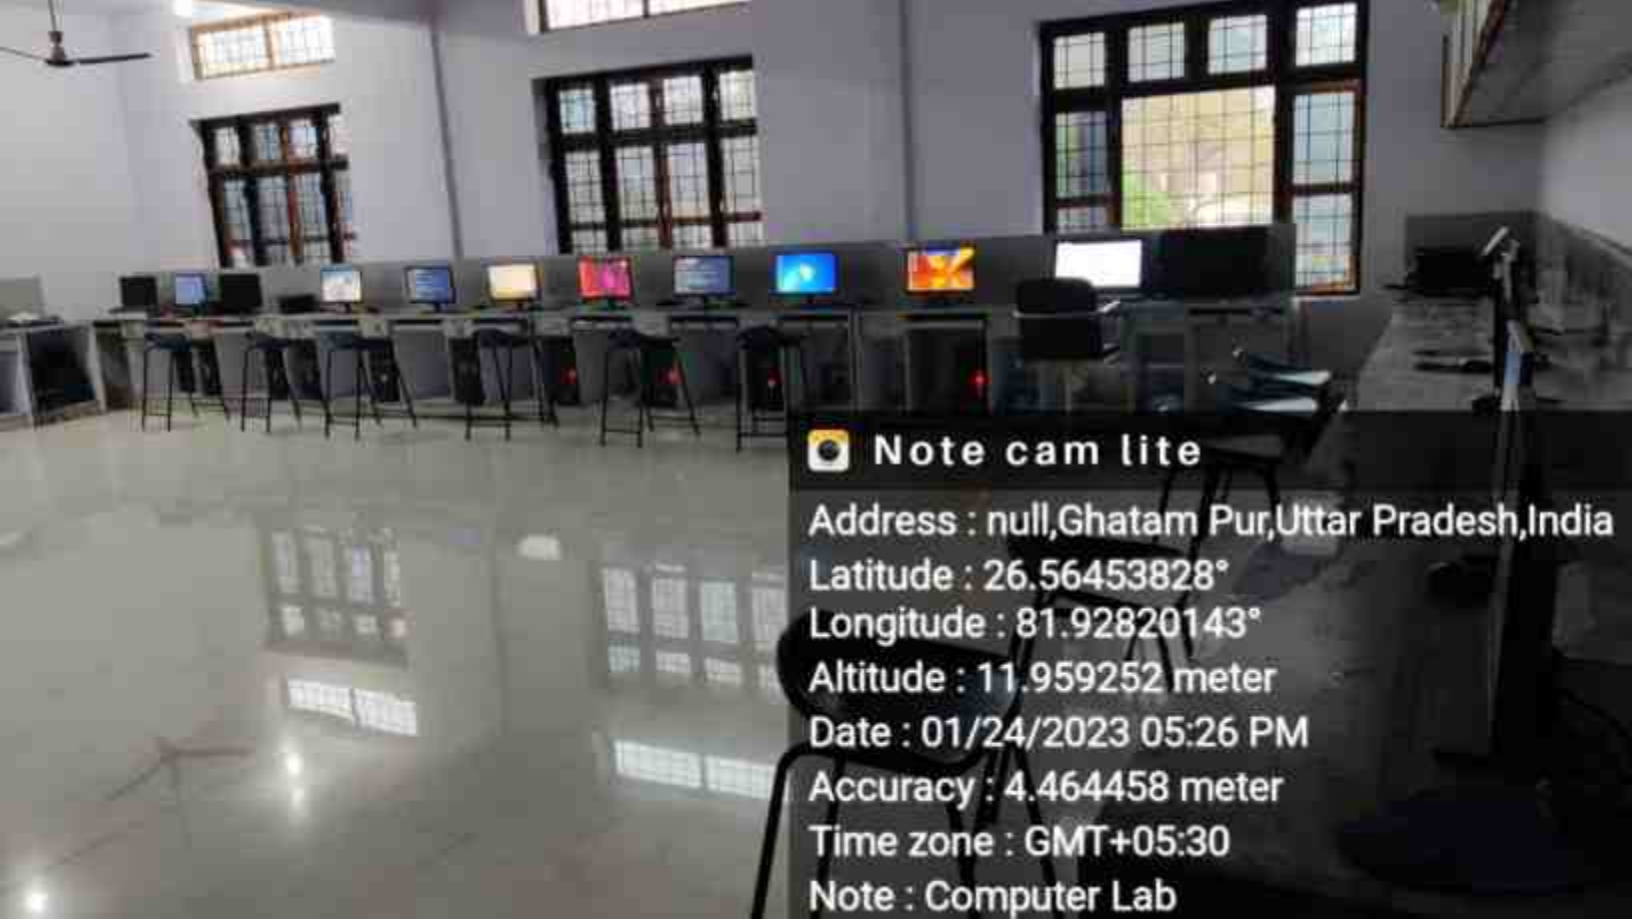 Note cam lite
Address : null,Ghatam Pur,Uttar Pradesh,India
Latitude : 26.56453828°
Longitude : 81.92820143°
Altitude : 11.959252 meter
Date : 01/24/2023 05:26 PM
Accuracy : 4.464458 meter
Time zone : GMT+05:30
Note : Computer Lab